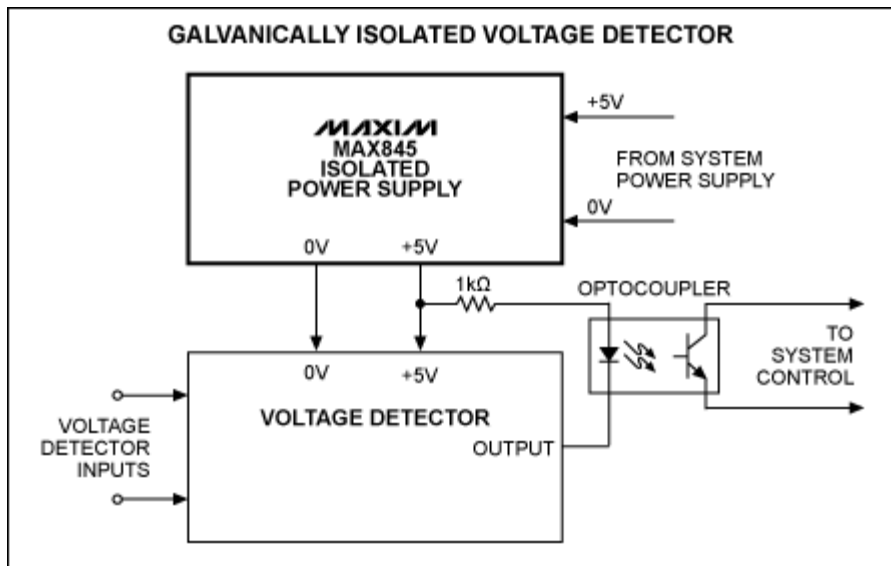 GALVANICALLY ISOLATED VOLTAGE DETECTOR
MAXIM
MAX845
ISOLATED
POWER SUPPLY
+5V
FROM SYSTEM
POWER SUPPLY
0V
0V
+5V
1kΩ
OPTOCOUPLER
TO
SYSTEM
CONTROL
0V
+5V
VOLTAGE DETECTOR
OUTPUT
VOLTAGE
DETECTOR
INPUTS